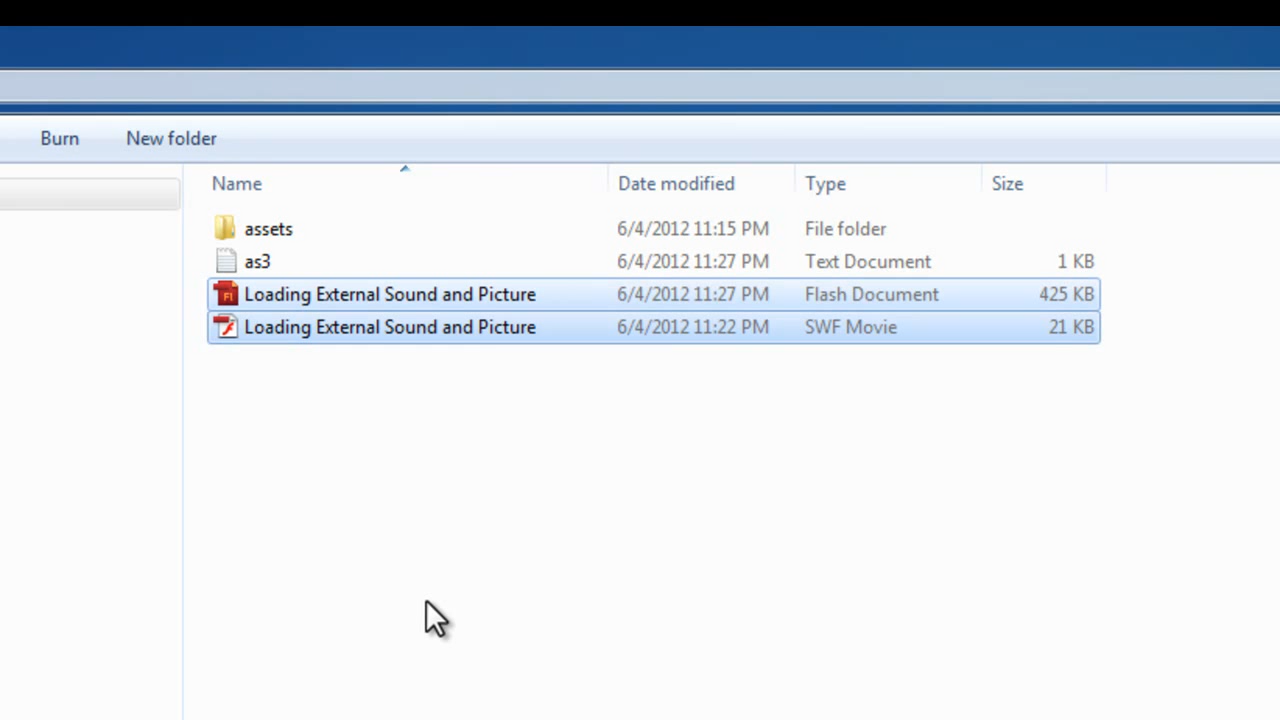 Burn New folder
Name Date modified Type Size
assets 6/4/2012 11:15 PM File folder
as3 6/4/2012 11:27 PM Text Document 1 KB
Loading External Sound and Picture 6/4/2012 11:27 PM Flash Document 425 KB
Loading External Sound and Picture 6/4/2012 11:22 PM SWF Movie 21 KB